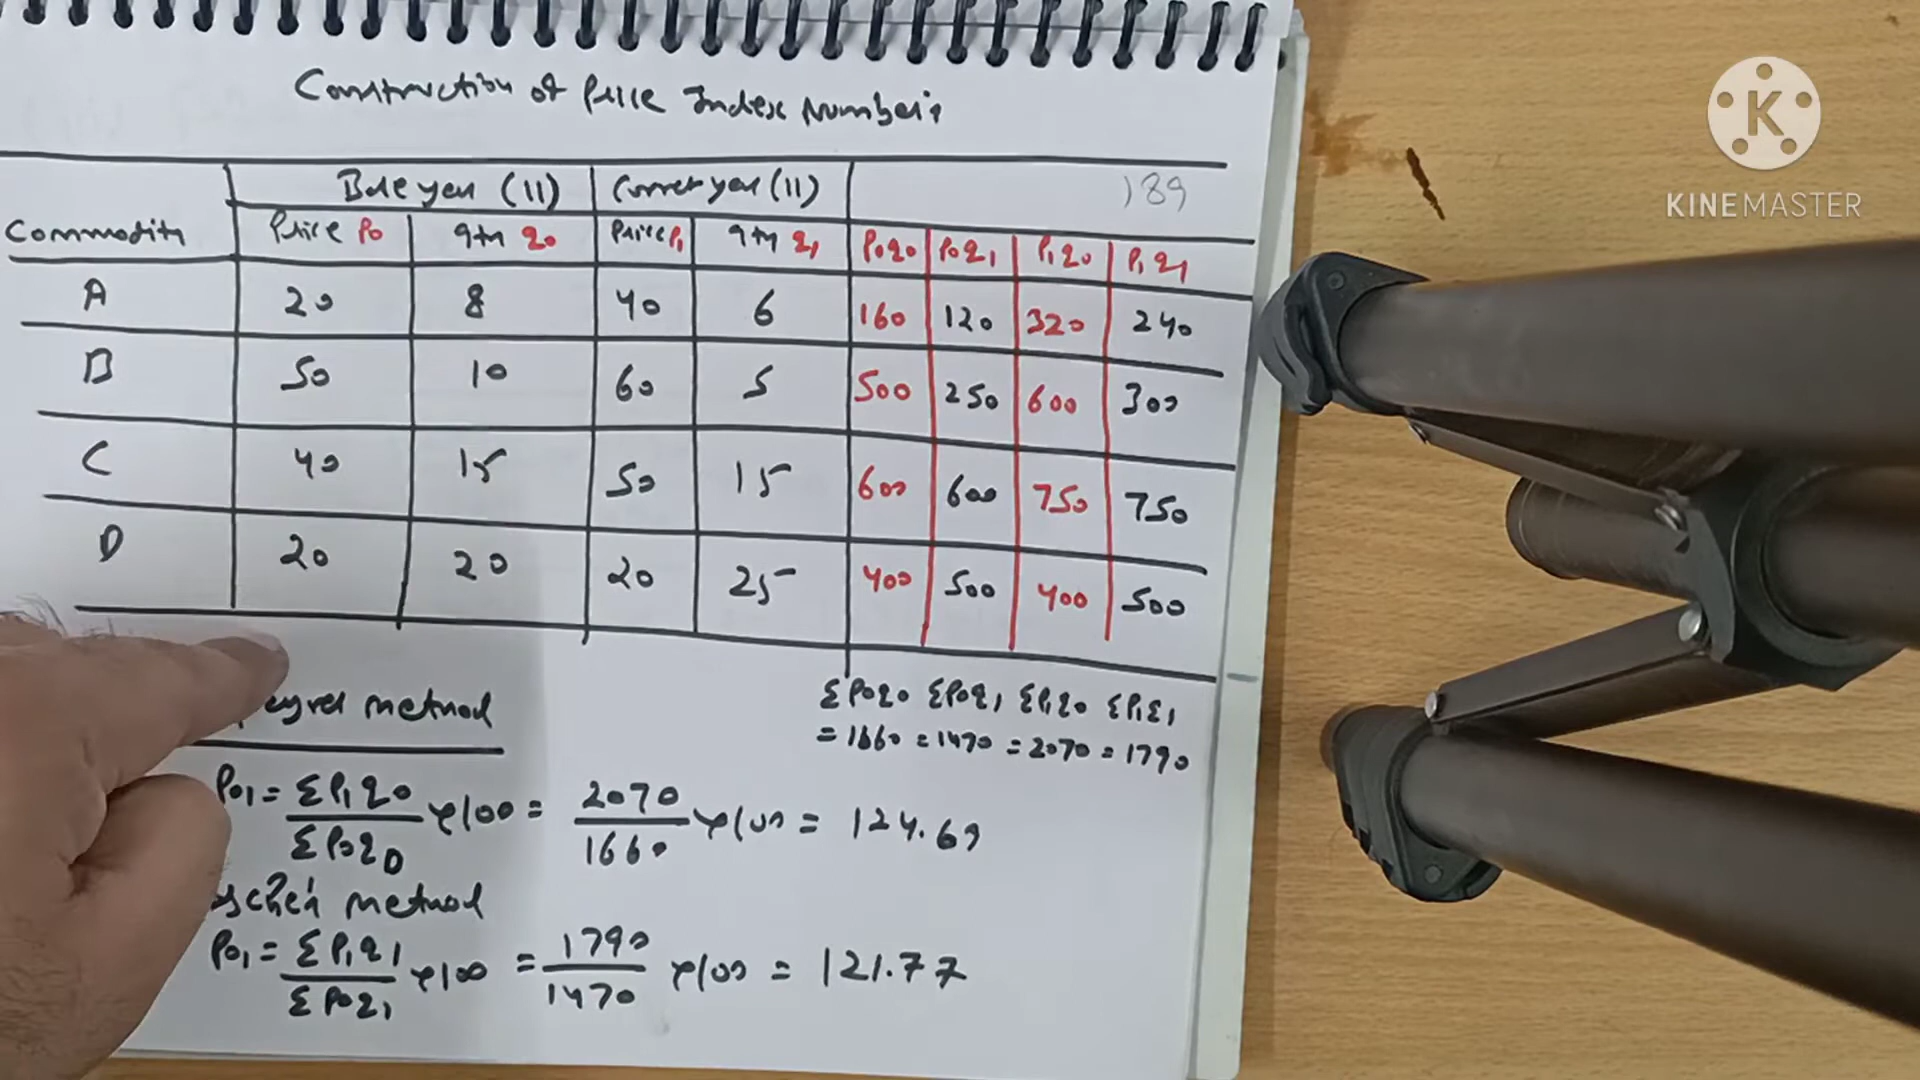 Construction of Price Index Numbers
Base year (11) Current year (11) 189
Commodity Price P0 qty q0 Price P1 qty q1 P0q0 P0q1 P1q0 P1q1
A 20 8 40 6 160 120 320 240
B 50 10 60 5 500 250 600 300
C 40 15 50 15 600 600 750 750
D 20 20 20 25 400 500 400 500
ΣP0q0 ΣP0q1 ΣP1q0 ΣP1q1
=1660 =1470 =2070 =1790
method
P01 = ΣP1q0 / ΣP0q0 ×100 = 2070 / 1660 ×100 = 124.69
method
P01 = ΣP1q1 / ΣP0q1 ×100 = 1790 / 1470 ×100 = 121.77
K
KINEMASTER